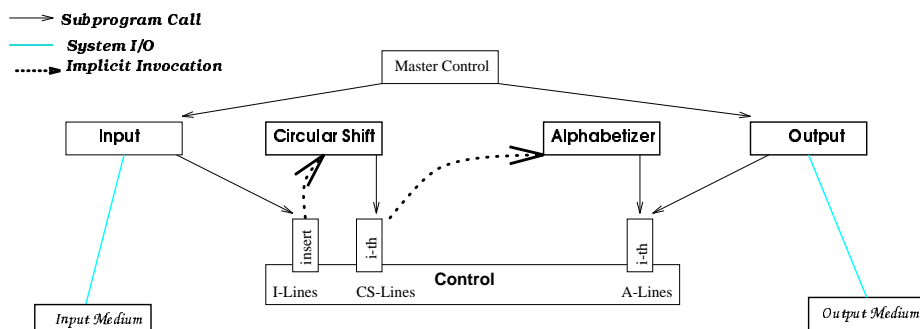 Subprogram Call
System I/O
Implicit Invocation
Master Control
Input
Circular Shift
Alphabetizer
Output
insert
i-th
i-th
Control
I-Lines
CS-Lines
A-Lines
Input Medium
Output Medium